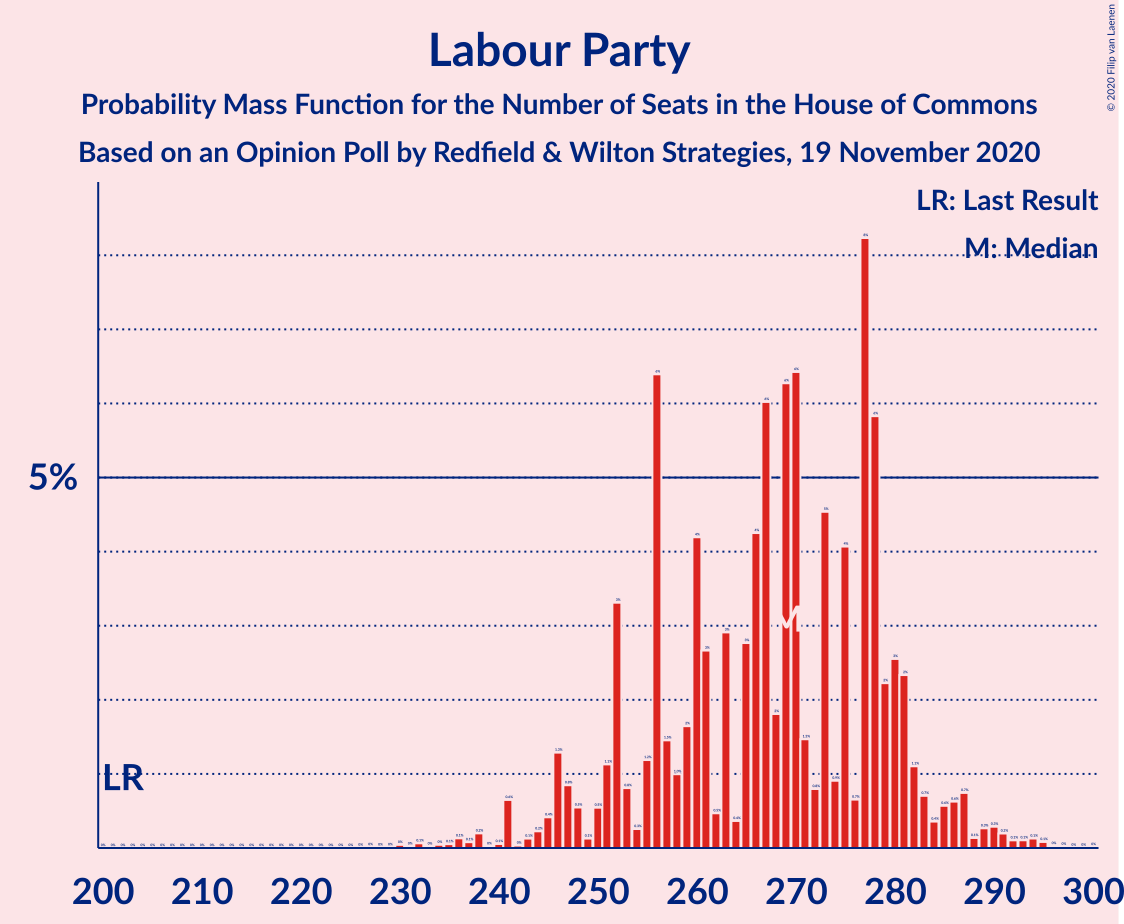 Labour Party
Probability Mass Function for the Number of Seats in the House of Commons
Based on an Opinion Poll by Redfield & Wilton Strategies, 19 November 2020
© 2020 Filip van Laenen
LR: Last Result
M: Median
5%
M
LR
200 210 220 230 240 250 260 270 280 290 300